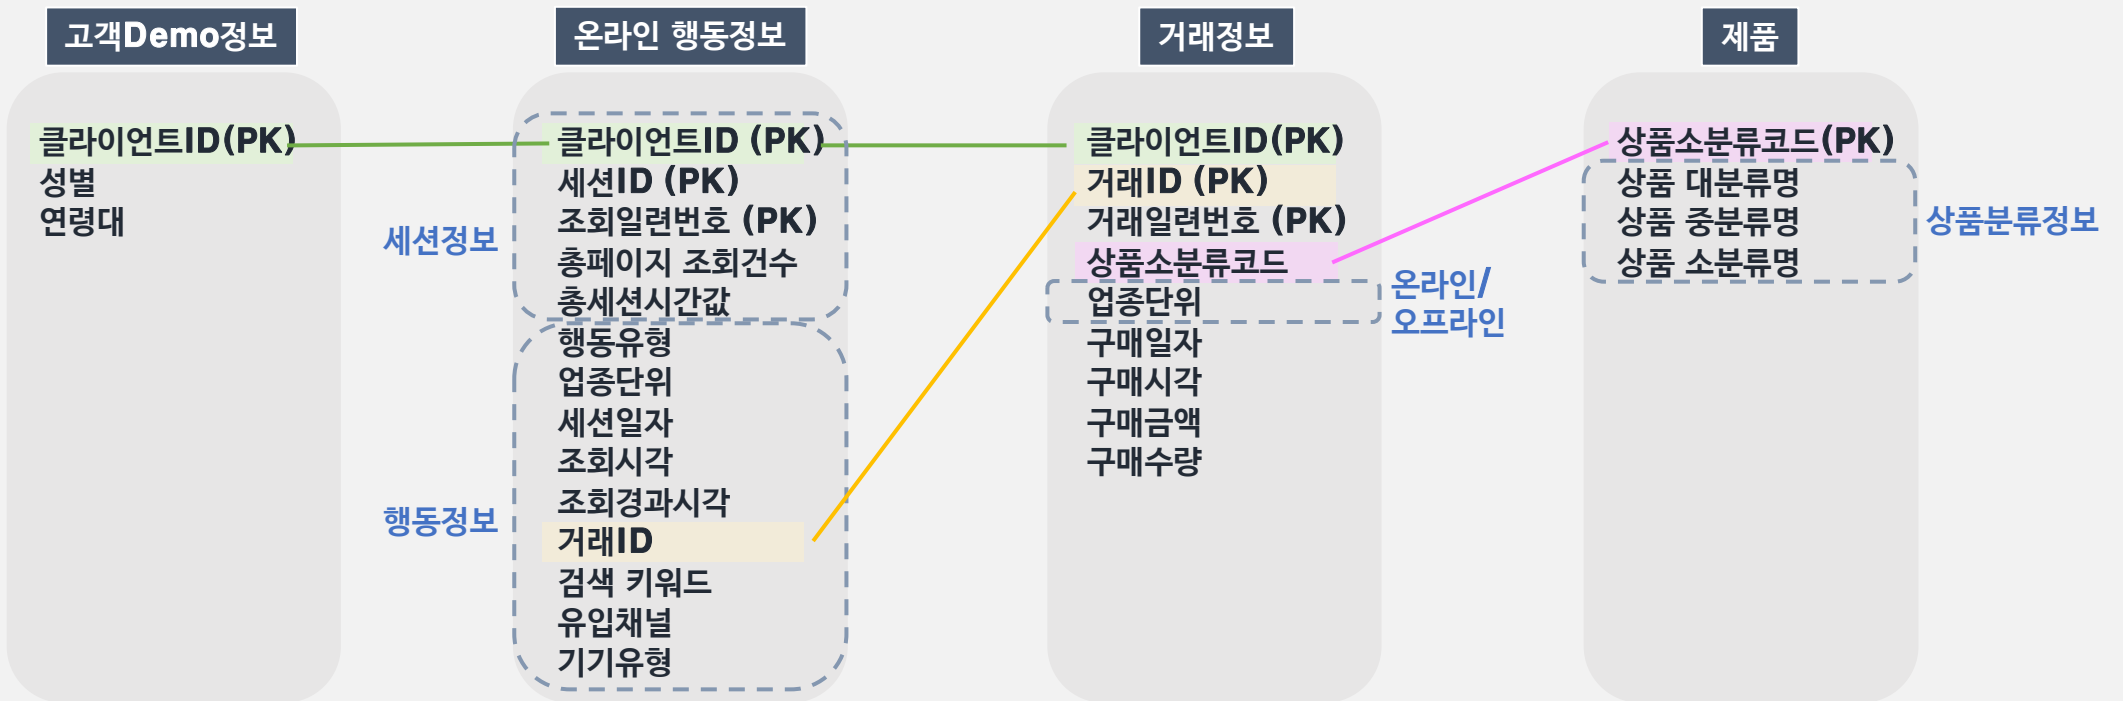 고객Demo정보
클라이언트ID(PK)
성별
연령대
온라인 행동정보
세션정보
클라이언트ID (PK)
세션ID (PK)
조회일련번호 (PK)
총페이지 조회건수
총세션시간값
행동정보
행동유형
업종단위
세션일자
조회시각
조회경과시각
거래ID
검색 키워드
유입채널
기기유형
거래정보
클라이언트ID(PK)
거래ID (PK)
거래일련번호 (PK)
상품소분류코드
업종단위
구매일자
구매시각
구매금액
구매수량
온라인/
오프라인
제품
상품소분류코드(PK)
상품 대분류명
상품 중분류명
상품 소분류명
상품분류정보